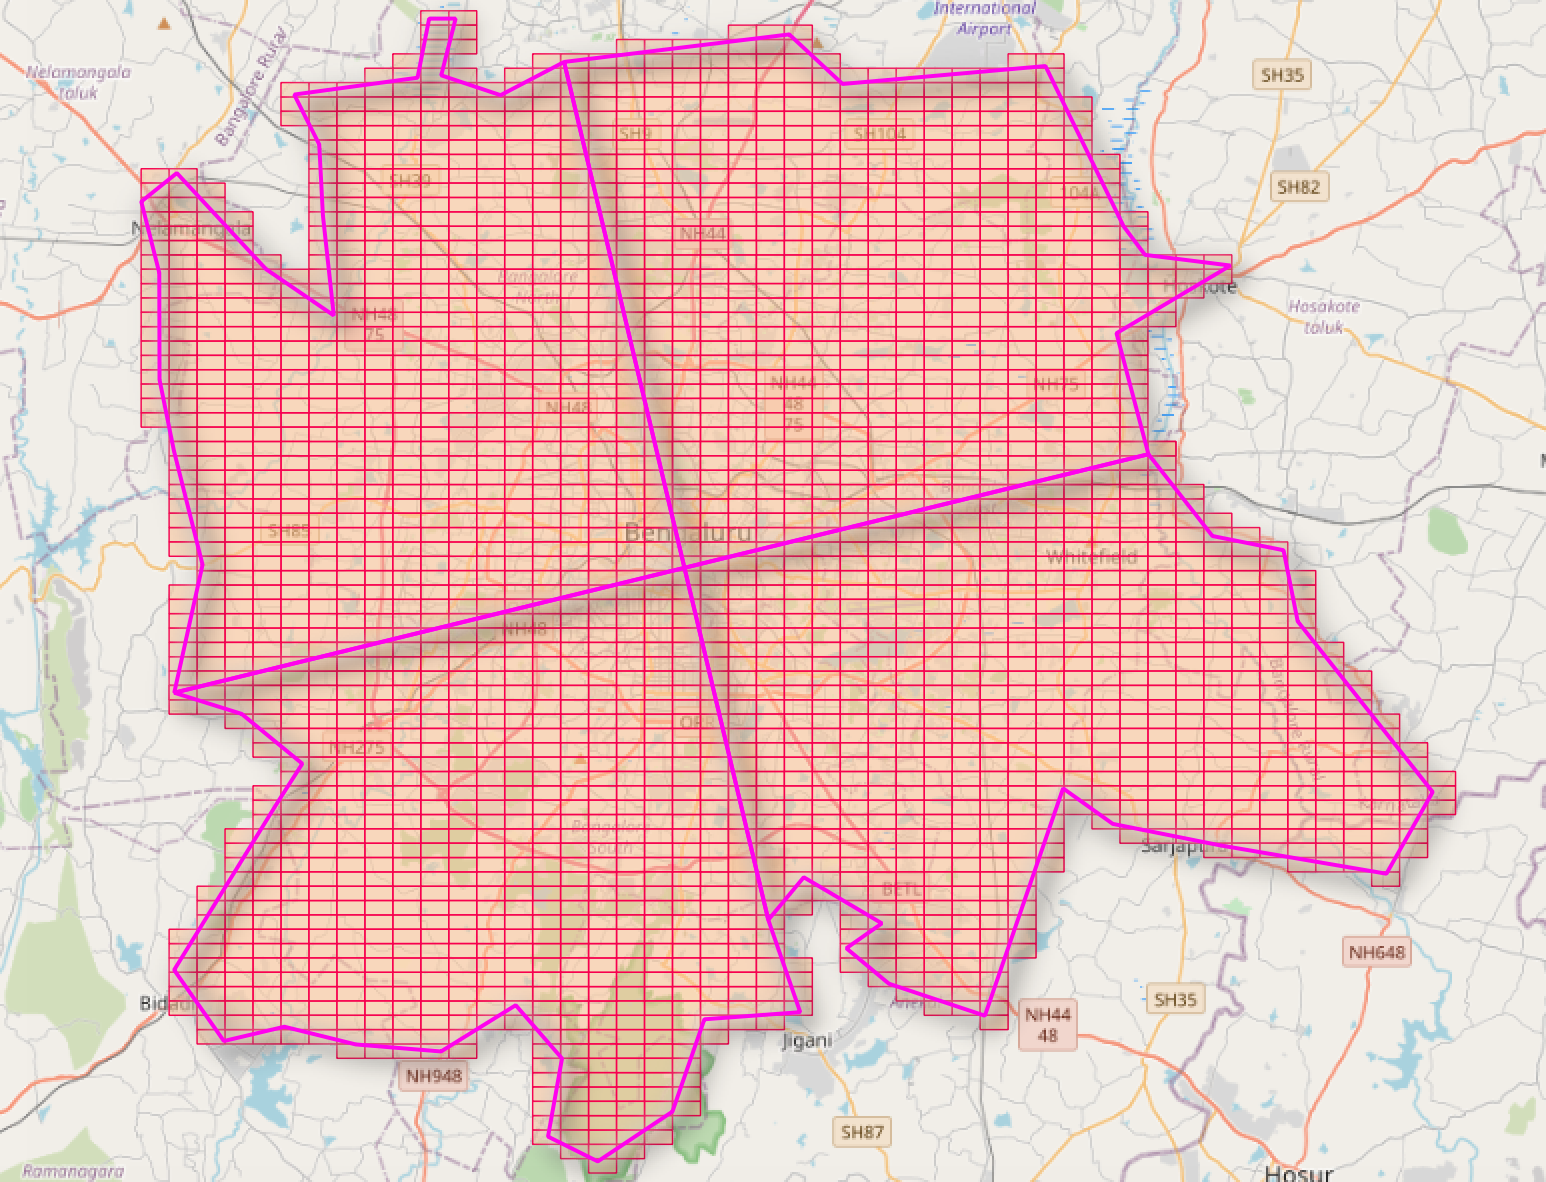 International
Airport
Nelamangala
taluk
Bangalore Rural
SH35
SH9
SH104
SH39
104A
SH82
Nelamangala
NH44
Bangalore
North
Hoskote
Hosakote
taluk
NH48
75
NH44
48
75
NH75
NH48
SH85
Bengaluru
Whitefield
NH48
Bangalore Rural
ORR
NH275
Bangalore
South
Sarjapura
BETL
NH648
Bidadi
Anekal
SH35
NH44
48
Jigani
NH948
SH87
Ramanagara
Hosur